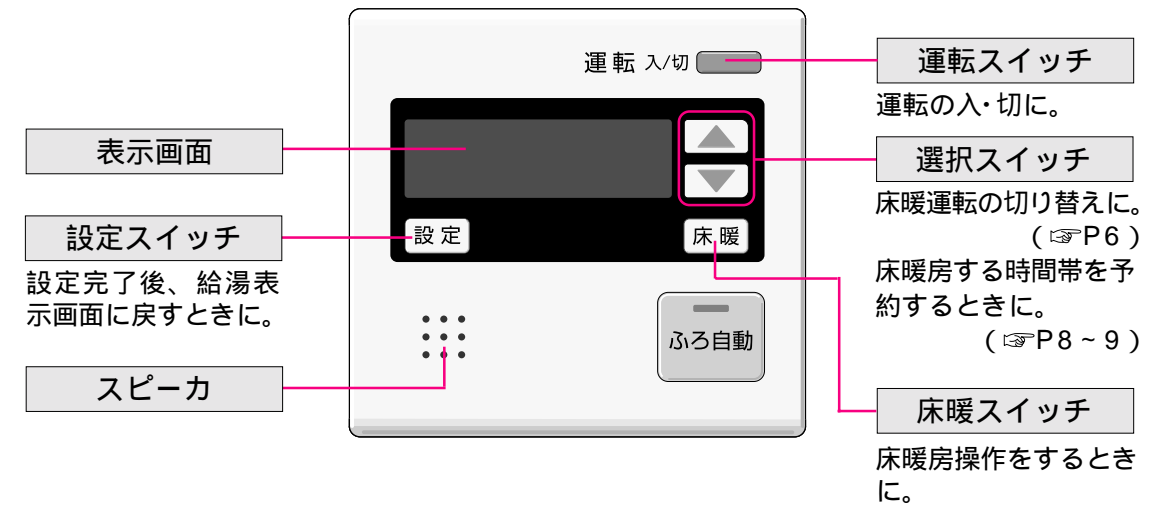 表示画面
設定スイッチ
設定完了後、給湯表
示画面に戻すときに。
スピーカ
運転 入/切
設定
床暖
ふろ自動
運転スイッチ
運転の入・切に。
選択スイッチ
床暖運転の切り替えに。
(☞P6)
床暖房する時間帯を予
約するときに。
(☞P8~9)
床暖スイッチ
床暖房操作をするとき
に。